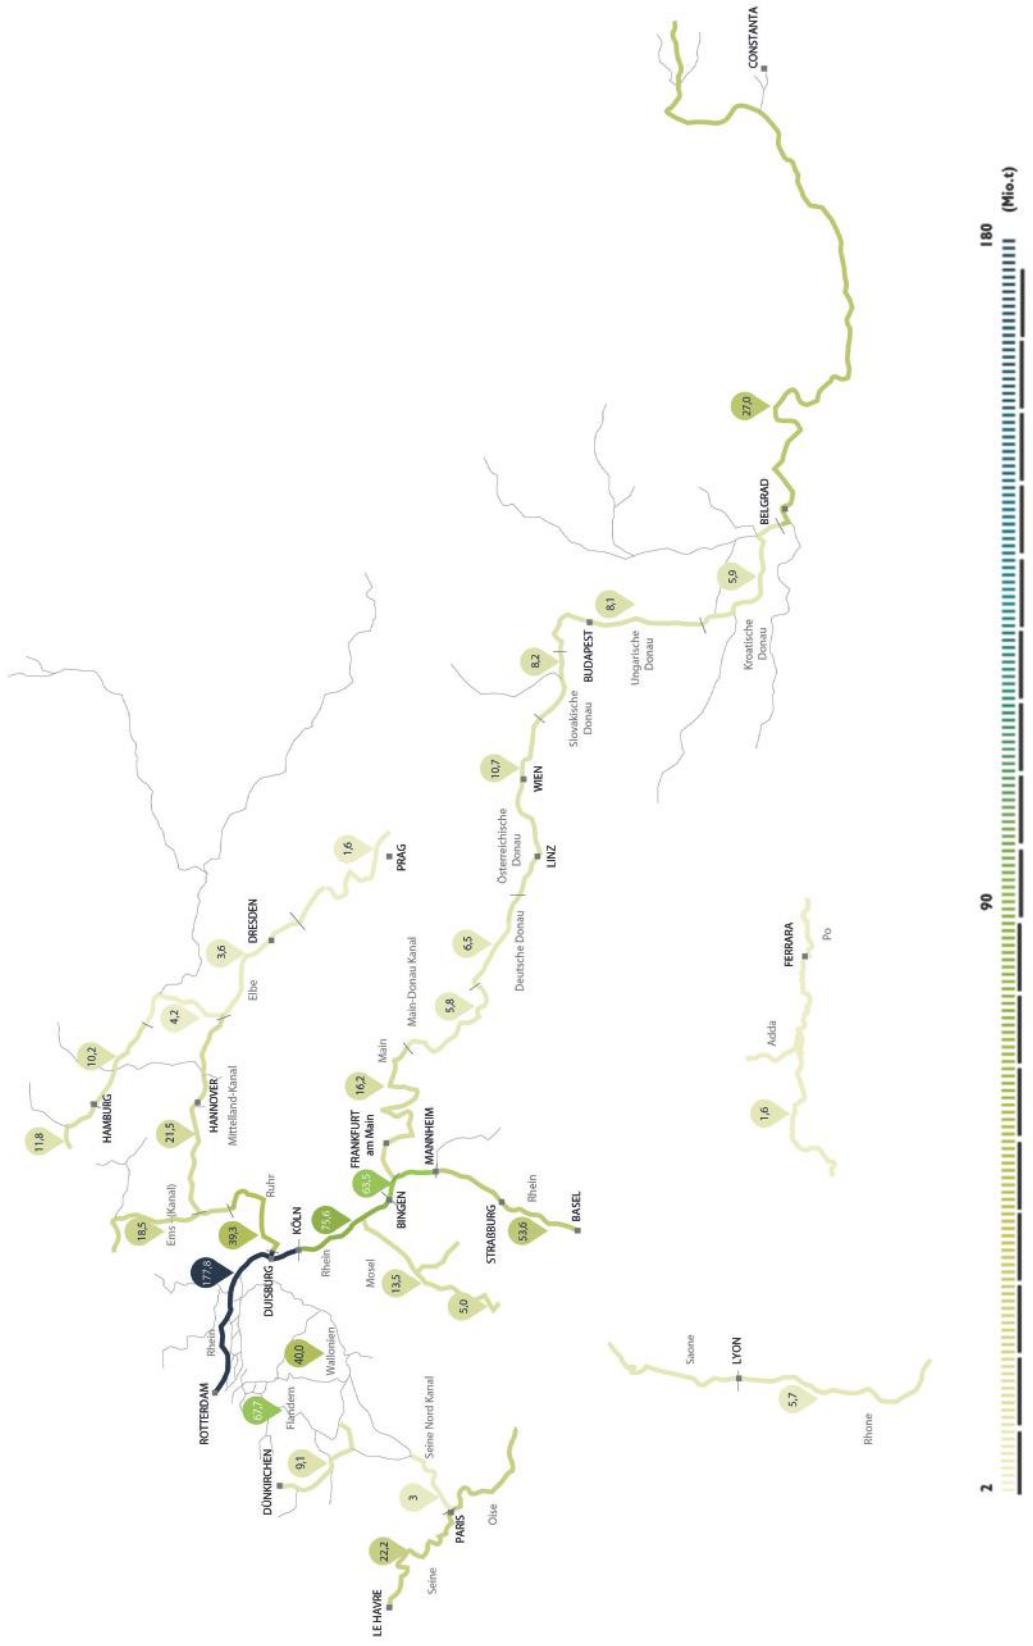 11,8
10,2
HAMBURG
18,5
Ems -(Kanal)
21,5
4,2
ROTTERDAM
177,8
Rhein
HANNOVER
3,6
Mittelland-Kanal
39,3
DRESDEN
Elbe
67,7
DÜNKIRCHEN
DUISBURG
Ruhr
Flandern
KÖLN
40,0
9,1
Rhein
75,6
Wallonien
1,6
FRANKFURT
am Main
63,5
16,2
Mosel
LE HAVRE
Main
22,2
13,5
BINGEN
PRAG
3
Main-Donau Kanal
Seine Nord Kanal
MANNHEIM
Seine
5,8
PARIS
5,0
6,5
STRABBURG
Oise
10,7
Österreichische
Donau
Deutsche Donau
53,6
Rhein
8,2
WIEN
LINZ
Slovakische
Donau
BASEL
BUDAPEST
8,1
Ungarische
Donau
Saone
5,9
LYON
27,0
Kroatische
Donau
CONSTANTA
BELGRAD
1,6
Adda
FERRARA
5,7
Po
Rhone
2 90 180
(Mio.t)